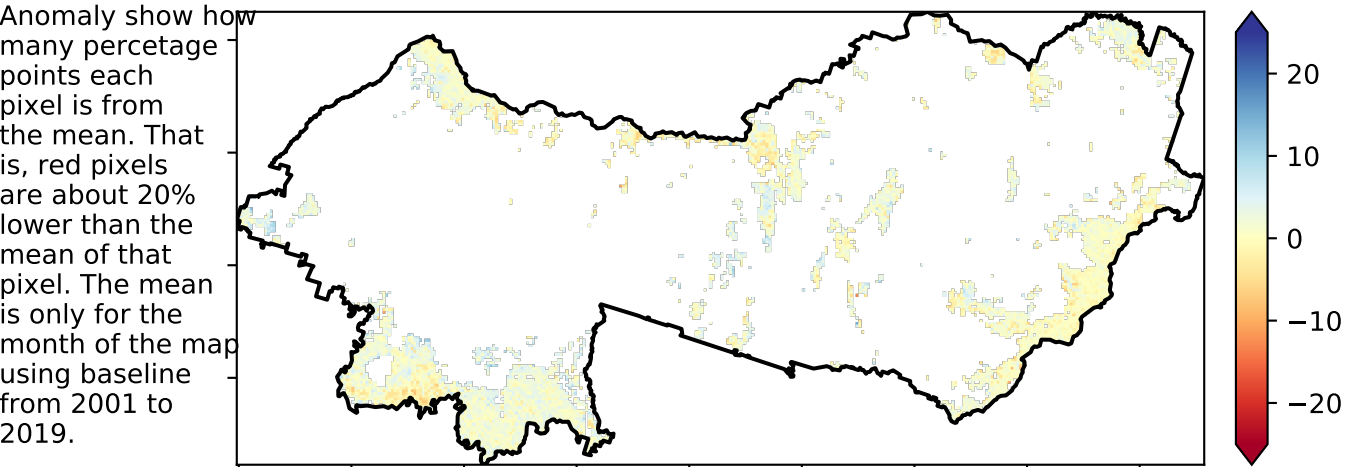 Anomaly show how
many percetage
points each
pixel is from
the mean. That
is, red pixels
are about 20%
lower than the
mean of that
pixel. The mean
is only for the
month of the map
using baseline
from 2001 to
2019.
20
10
0
−10
−20